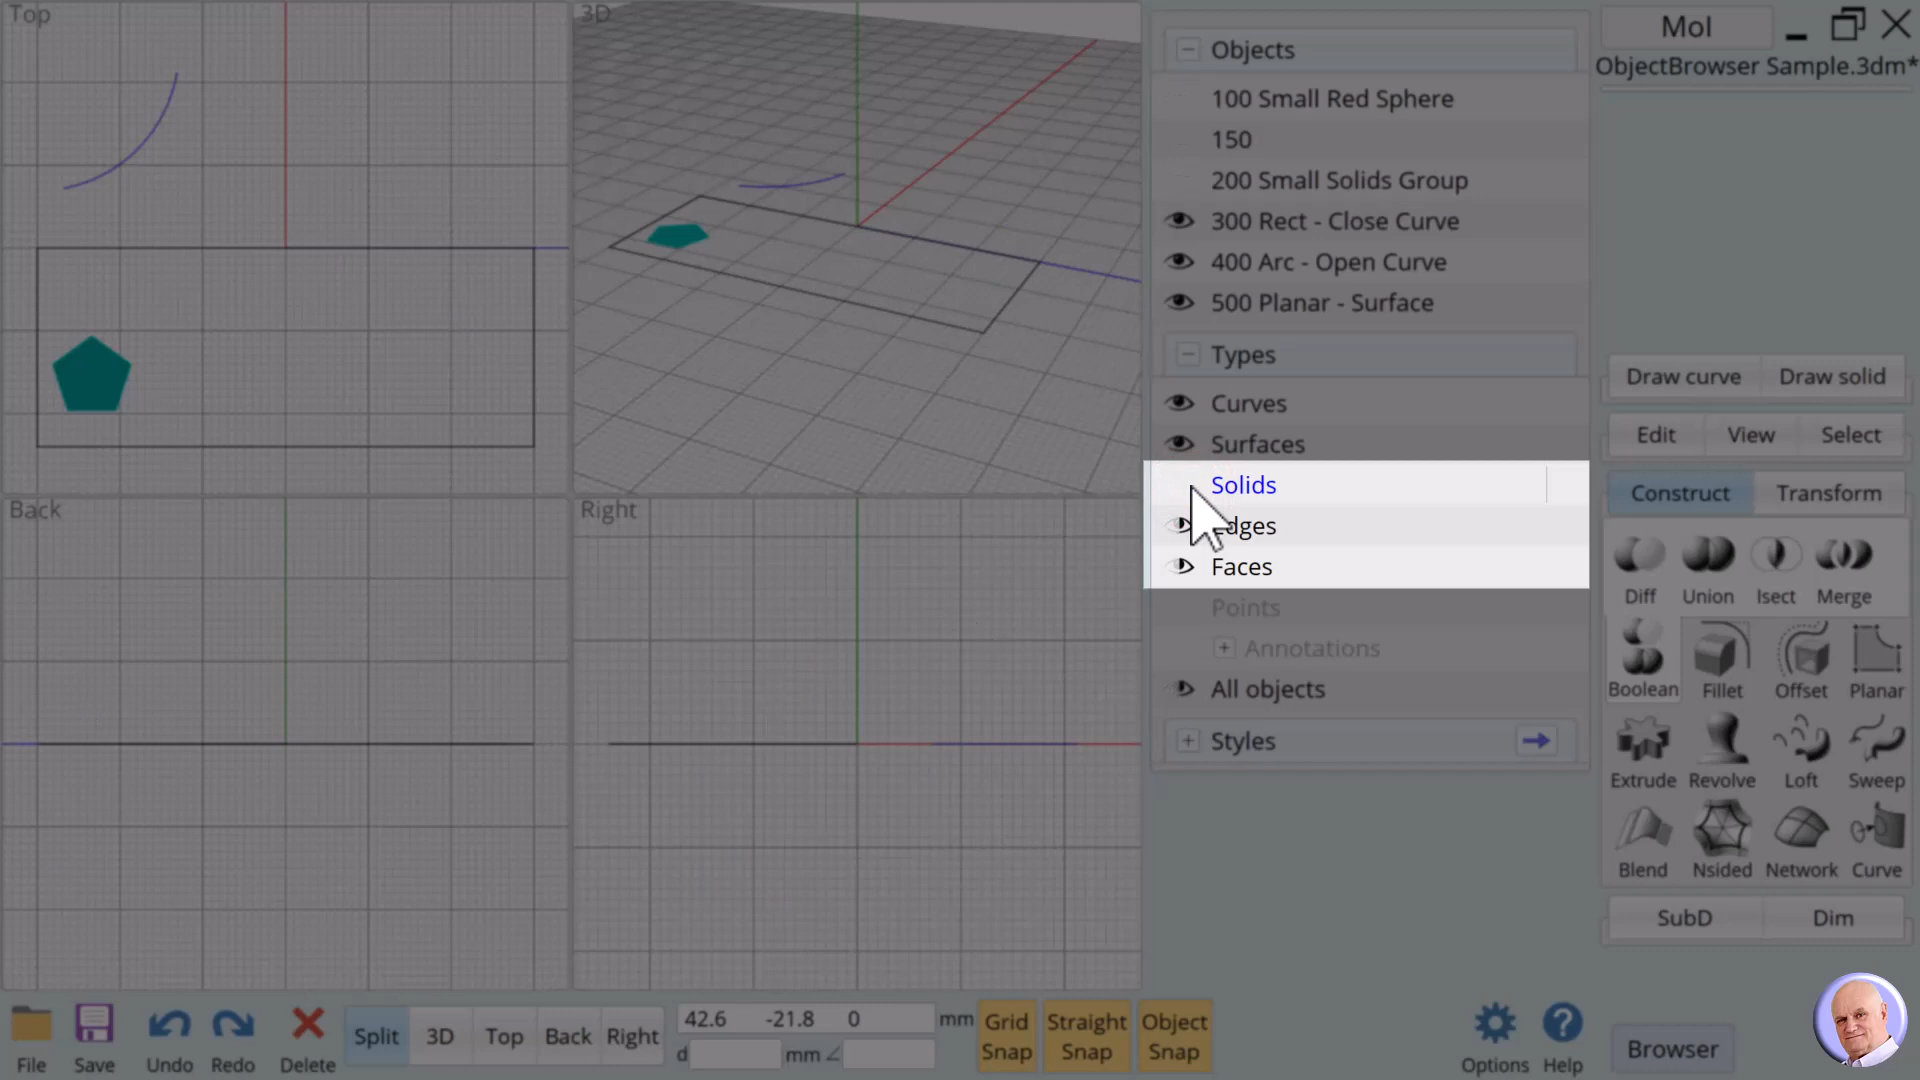 Top
3D
Back
Right
Objects
100 Small Red Sphere
150
200 Small Solids Group
300 Rect - Close Curve
400 Arc - Open Curve
500 Planar - Surface
Types
Curves
Surfaces
Solids
dges
Faces
Points
Annotations
All objects
Styles
MoI
ObjectBrowser Sample.3dm*
Draw curve Draw solid
Edit View Select
Construct Transform
Diff Union Isect Merge
Boolean Fillet Offset Planar
Extrude Revolve Loft Sweep
Blend Nsided Network Curve
SubD Dim
File Save Undo Redo Delete
Split 3D Top Back Right
42.6 -21.8 0 mm
d mm ∠
Grid Snap
Straight Snap
Object Snap
Options Help
Browser